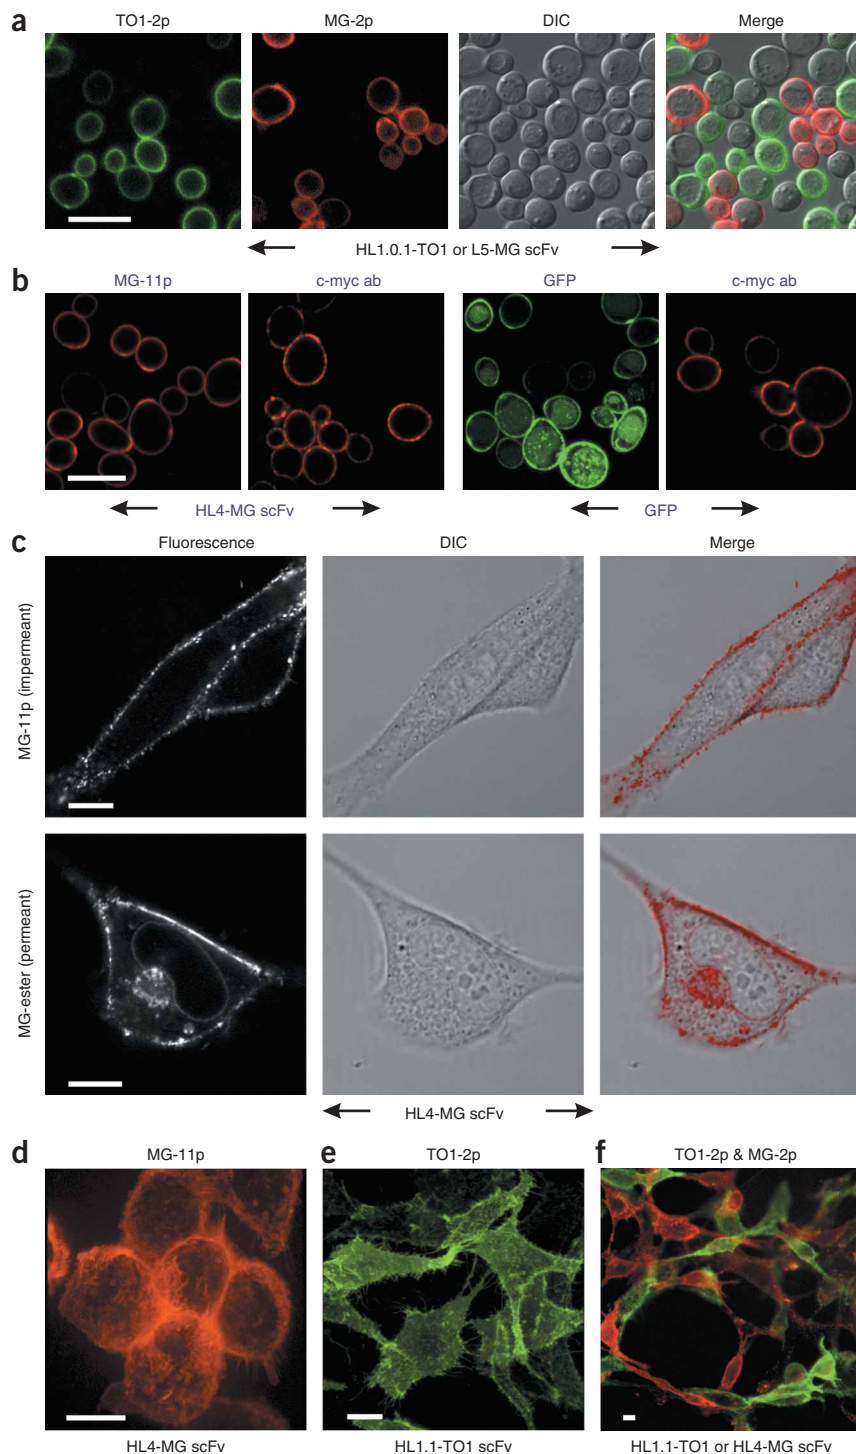 a
TO1-2p
MG-2p
DIC
Merge
HL1.0.1-TO1 or L5-MG scFv
b
MG-11p
c-myc ab
GFP
c-myc ab
HL4-MG scFv
GFP
c
Fluorescence
DIC
Merge
MG-11p (impermeant)
MG-ester (permeant)
HL4-MG scFv
d
MG-11p
e
TO1-2p
f
TO1-2p & MG-2p
HL4-MG scFv
HL1.1-TO1 scFv
HL1.1-TO1 or HL4-MG scFv